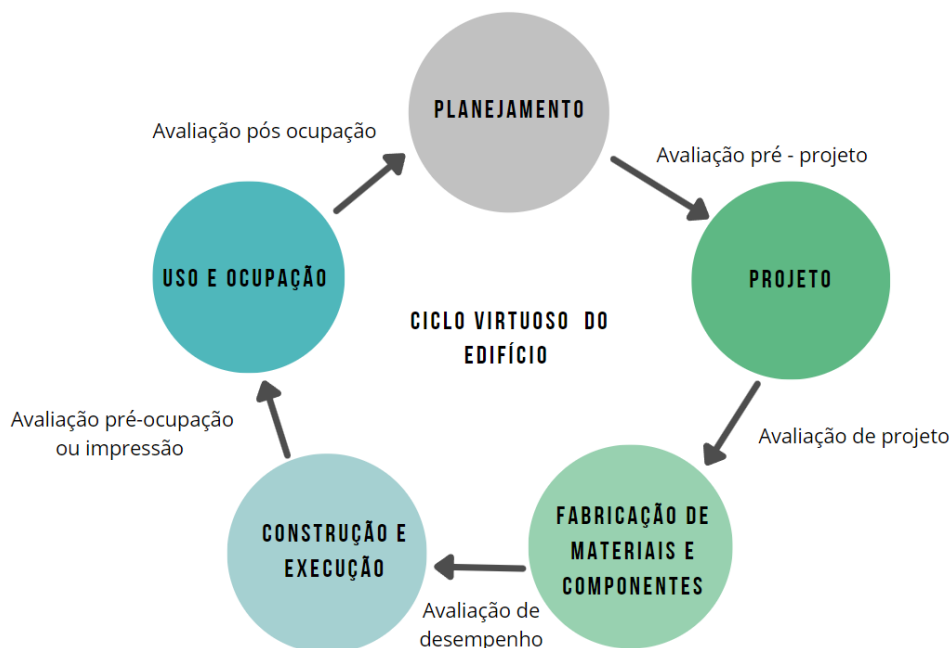 PLANEJAMENTO
Avaliação pós ocupação
Avaliação pré - projeto
USO E OCUPAÇÃO
PROJETO
CICLO VIRTUOSO DO
EDIFÍCIO
Avaliação pré-ocupação
ou impressão
Avaliação de projeto
CONSTRUÇÃO E
EXECUÇÃO
FABRICAÇÃO DE
MATERIAIS E
COMPONENTES
Avaliação de
desempenho